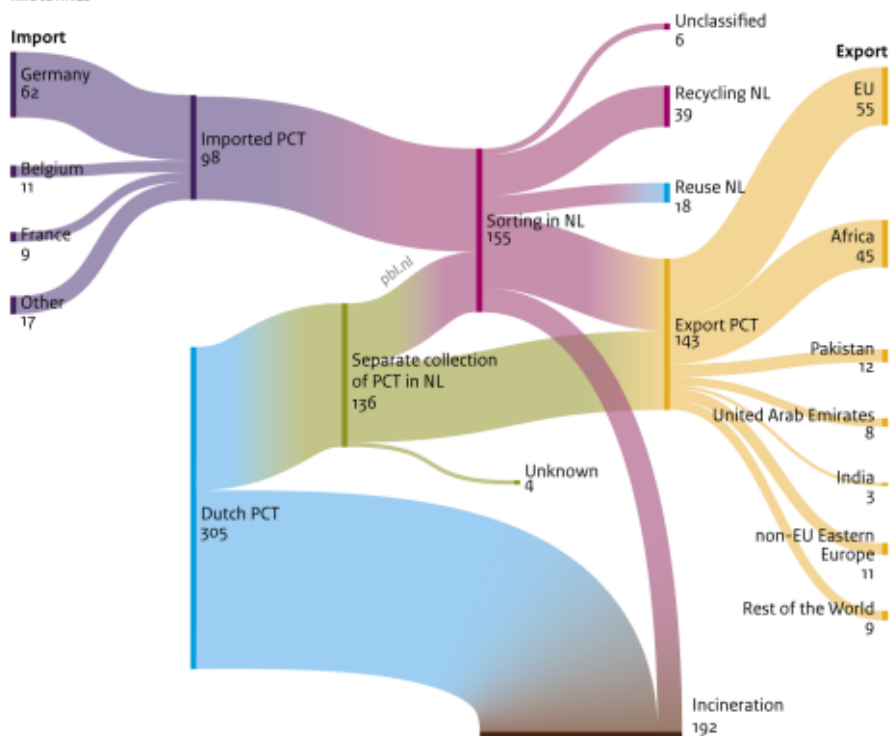 Import
Germany
62
Belgium
11
France
9
Other
17
Imported PCT
98
Dutch PCT
305
Separate collection
of PCT in NL
136
pbl.nl
Unknown
4
Sorting in NL
155
Unclassified
6
Recycling NL
39
Reuse NL
18
Export PCT
143
Incineration
192
Export
EU
55
Africa
45
Pakistan
12
United Arab Emirates
8
India
3
non-EU Eastern
Europe
11
Rest of the World
9